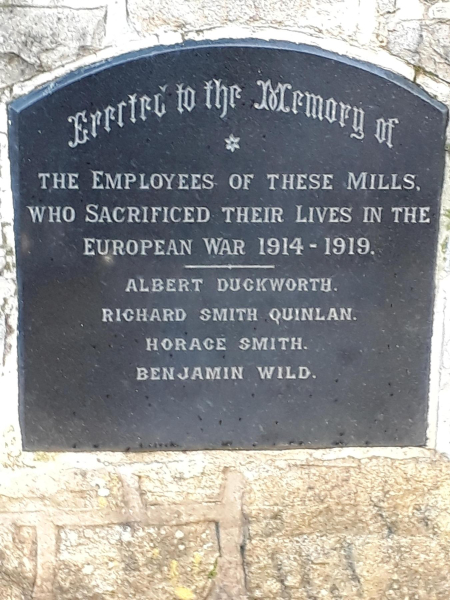 Erected to the Memory of
THE EMPLOYEES OF THESE MILLS,
WHO SACRIFICED THEIR LIVES IN THE
EUROPEAN WAR 1914-1919.
ALBERT DUCKWORTH.
RICHARD SMITH QUINLAN.
HORACE SMITH.
BENJAMIN WILD.